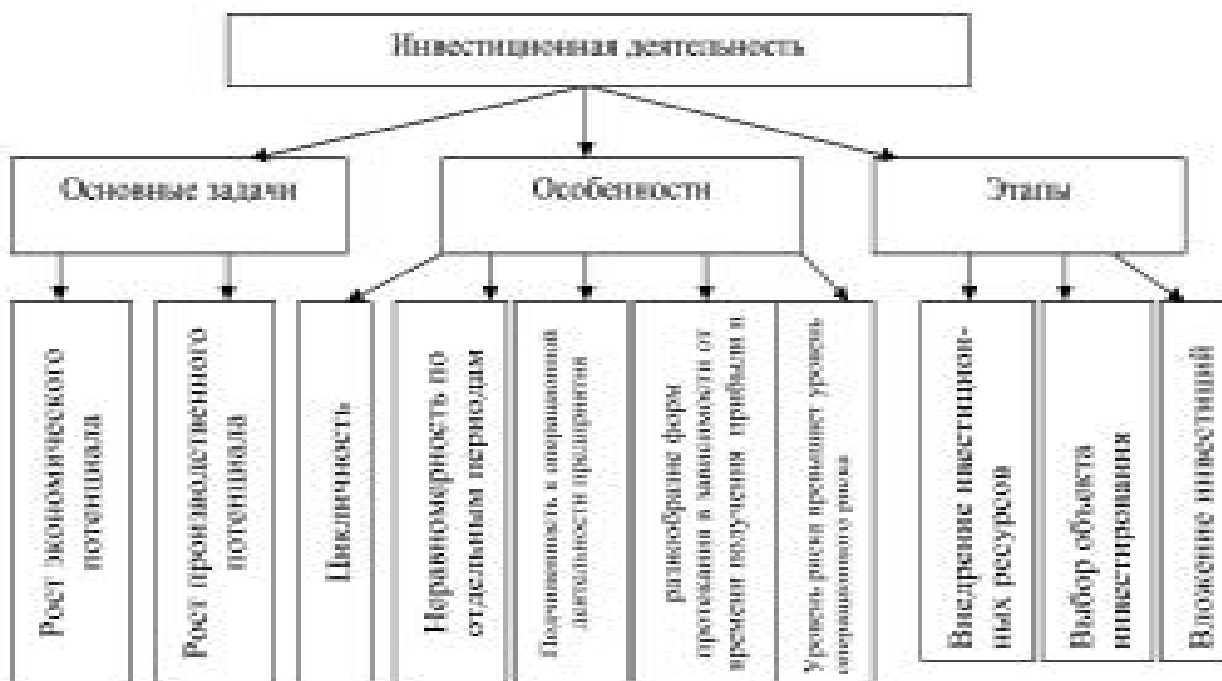 Инвестиционная деятельность
Основные задачи
Особенности
Этапы
Рост экономического
потенциала
Рост производственного
потенциала
Цикличность
Неравномерность по
отдельным периодам
Подчиненность к операционной
деятельности предприятия
разнообразие форм
протекания в зависимости от
времени получения прибыли и
Уровень риска превышает уровень
операционного риска
Внедрение инвестицион-
ных ресурсов
Выбор объекта
инвестирования
Вложение инвестиций